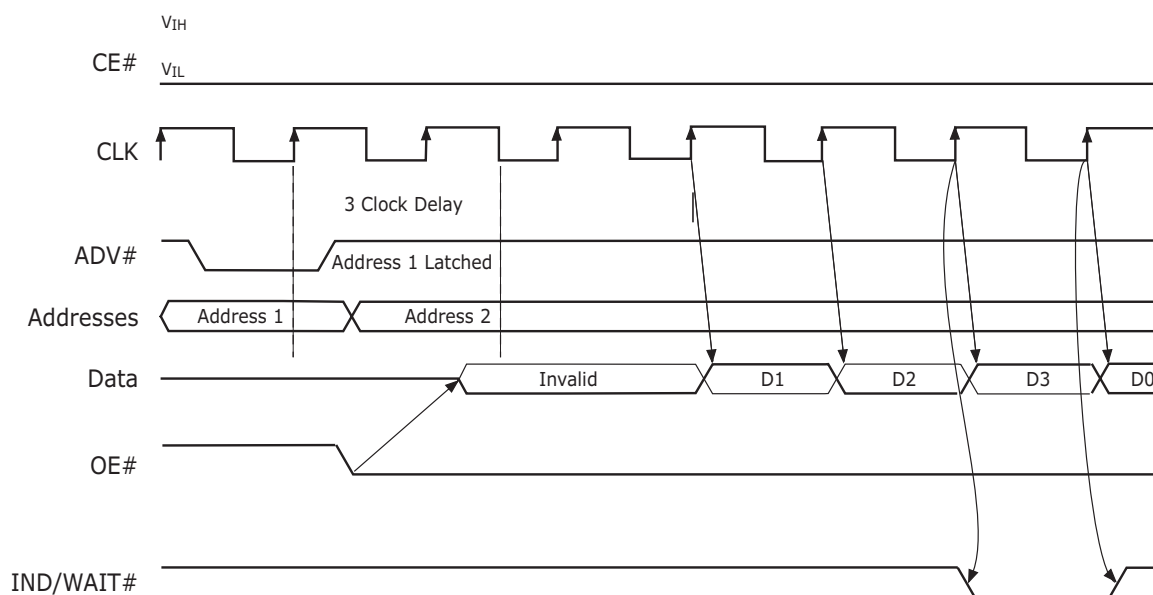 VIH
CE#
VIL
CLK
3 Clock Delay
ADV#
Address 1 Latched
Addresses
Address 1
Address 2
Data
Invalid
D1
D2
D3
D0
OE#
IND/WAIT#